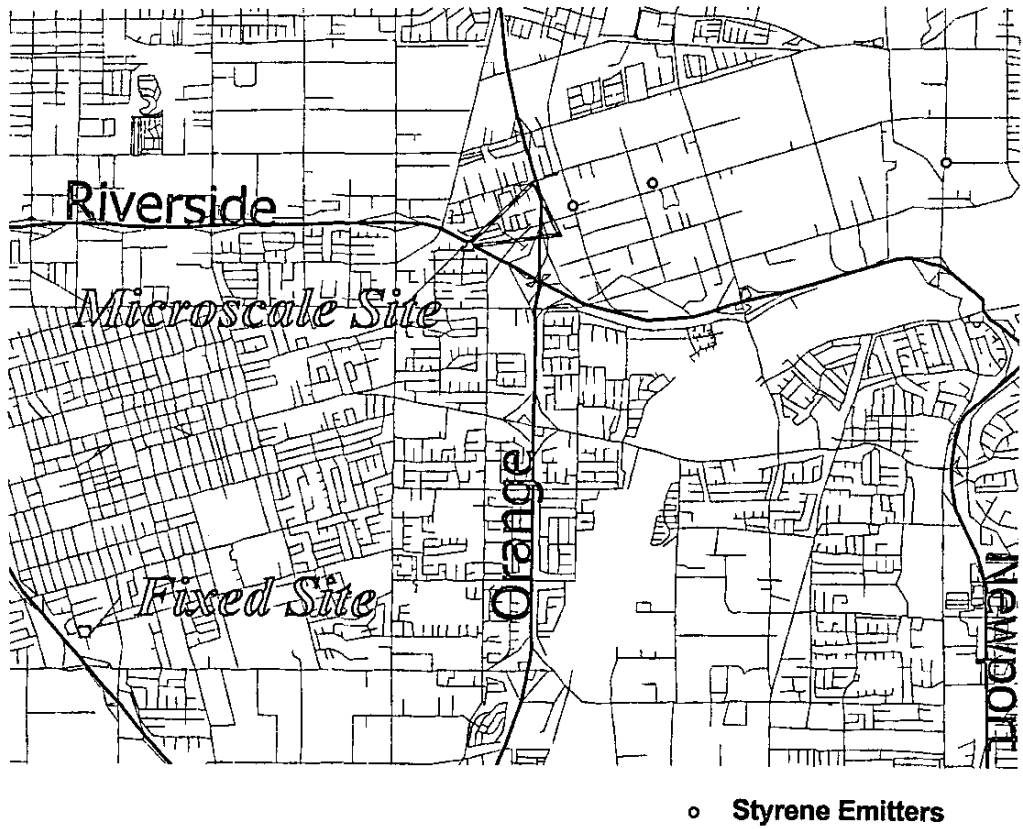 Riverside
Microscale Site
Orange
Fixed Site
Newport
Styrene Emitters